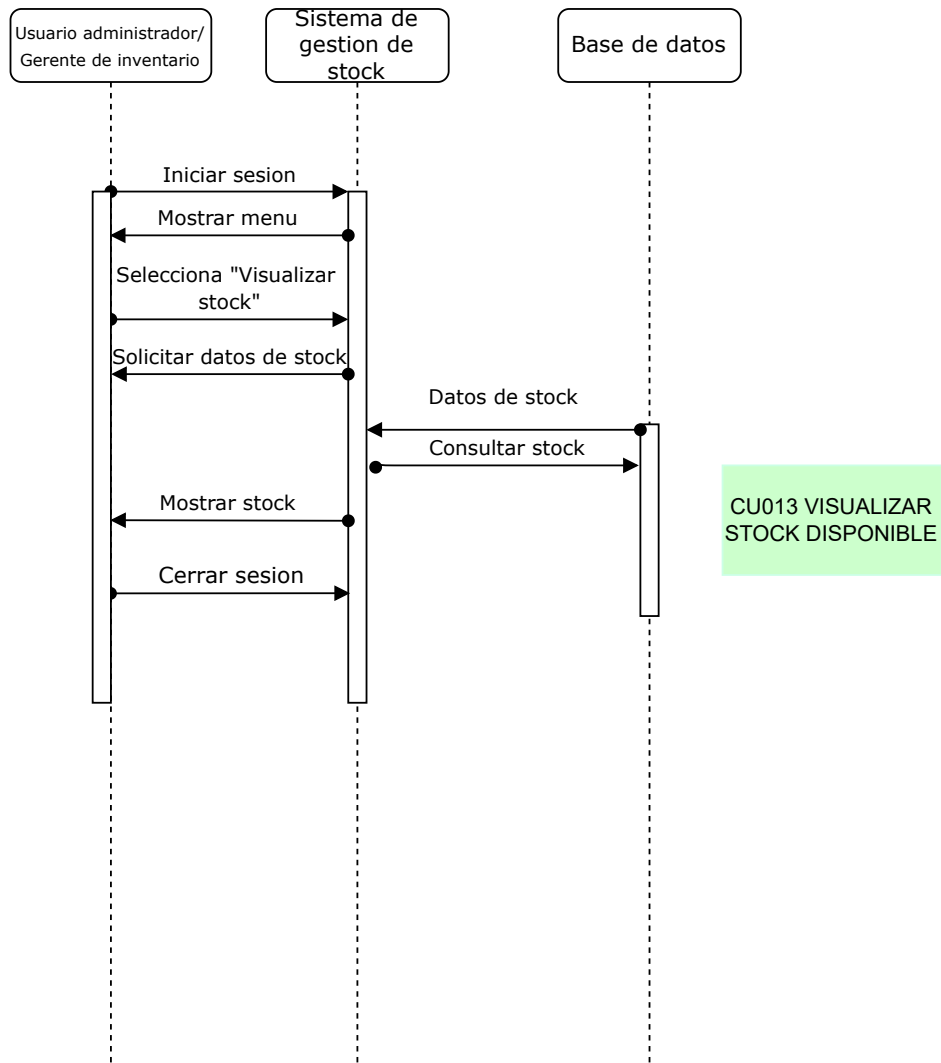 Usuario administrador/
Gerente de inventario
Sistema de
gestion de
stock
Base de datos
Iniciar sesion
Mostrar menu
Selecciona "Visualizar
stock"
Solicitar datos de stock
Datos de stock
Consultar stock
Mostrar stock
CU013 VISUALIZAR
STOCK DISPONIBLE
Cerrar sesion